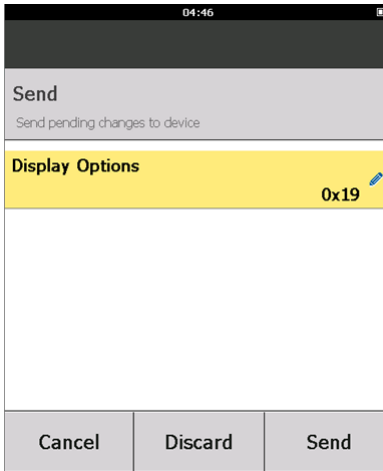 04:46
Send
Send pending changes to device
Display Options
0x19
Cancel Discard Send